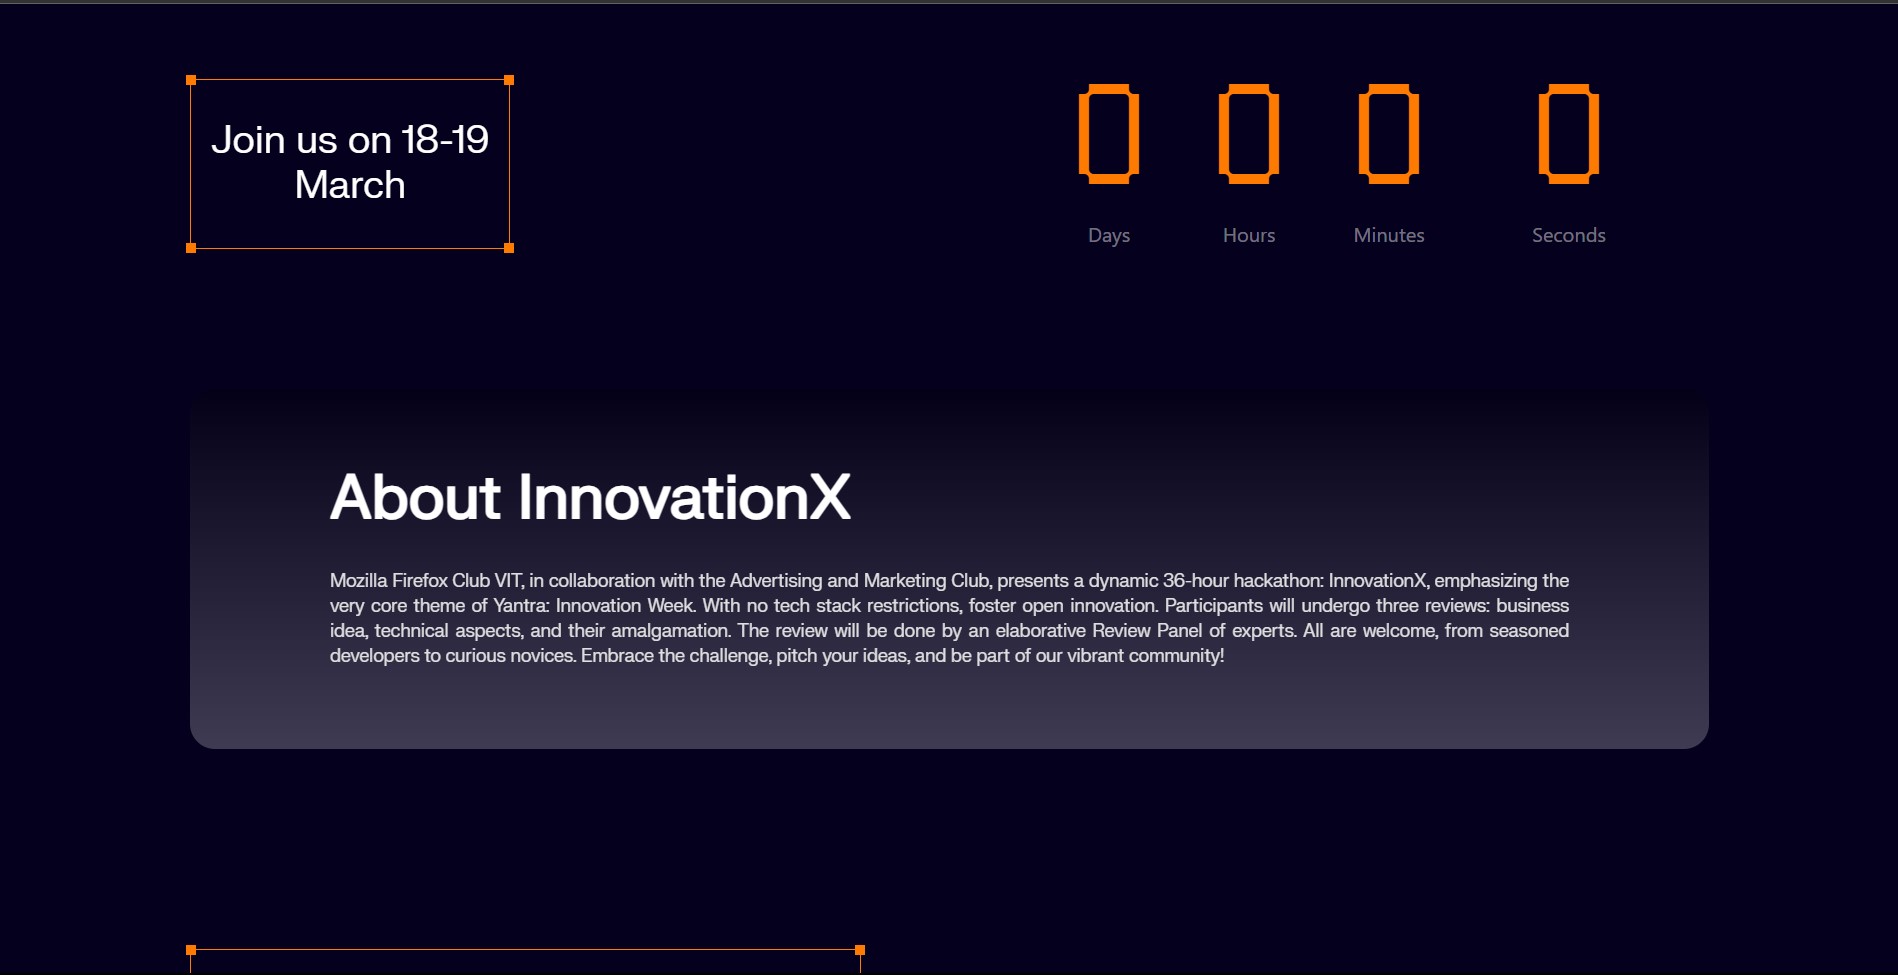 Join us on 18-19
March
0 0 0 0
Days Hours Minutes Seconds
About InnovationX
Mozilla Firefox Club VIT, in collaboration with the Advertising and Marketing Club, presents a dynamic 36-hour hackathon: InnovationX, emphasizing the
very core theme of Yantra: Innovation Week. With no tech stack restrictions, foster open innovation. Participants will undergo three reviews: business
idea, technical aspects, and their amalgamation. The review will be done by an elaborative Review Panel of experts. All are welcome, from seasoned
developers to curious novices. Embrace the challenge, pitch your ideas, and be part of our vibrant community!